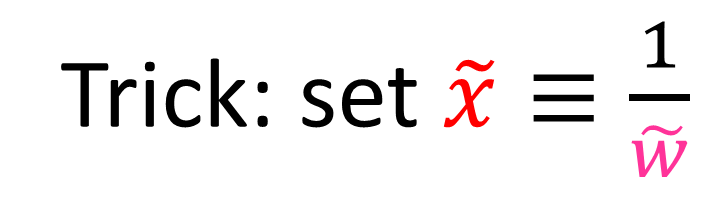 Trick: set x̃ ≡ 1/w̃